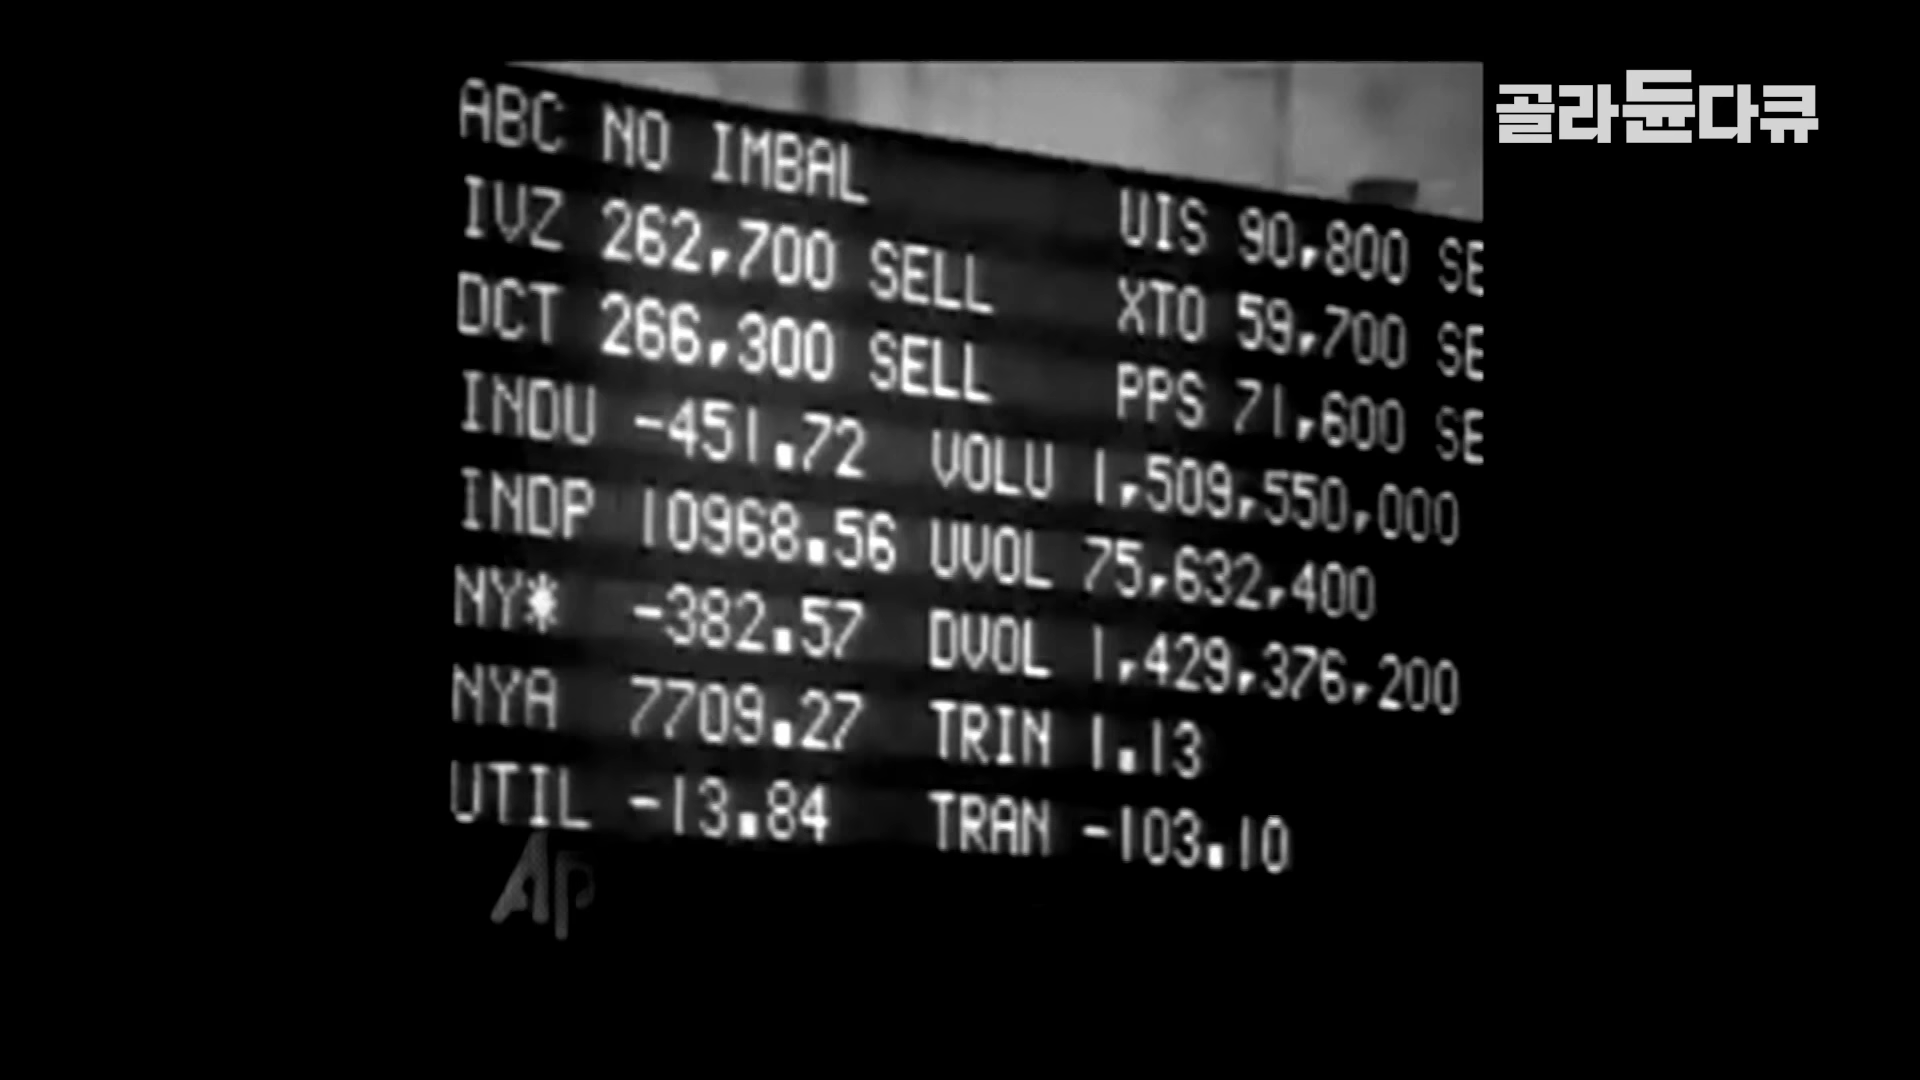 골라듄다큐
ABC NO IMBAL
IVZ 262,700 SELL
DCT 266,300 SELL
INDU -451.72
INDP 10968.56
NY* -382.57
NYA 7709.27
UTIL -13.84
UIS 90,800 SE
XTO 59,700 SE
PPS 71,600 SE
VOLU 1,509,550,000
UVOL 75,632,400
DVOL 1,429,376,200
TRIN 1.13
TRAN -103.10
AP